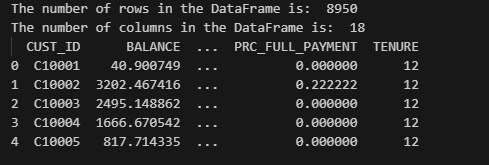 The number of rows in the DataFrame is:  8950
The number of columns in the DataFrame is:  18
  CUST_ID      BALANCE  ...  PRC_FULL_PAYMENT  TENURE
0  C10001    40.900749  ...          0.000000      12
1  C10002  3202.467416  ...          0.222222      12
2  C10003  2495.148862  ...          0.000000      12
3  C10004  1666.670542  ...          0.000000      12
4  C10005   817.714335  ...          0.000000      12